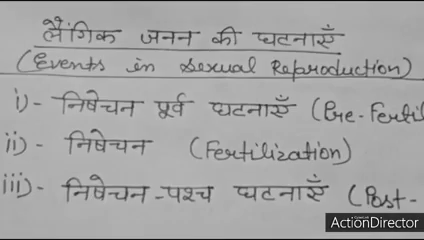 लैंगिक जनन की घटनाएँ
(Events in Sexual Reproduction)
i)- निषेचन पूर्व घटनाएँ (Pre-Fertil
ii)- निषेचन (Fertilization)
iii)- निषेचन-पश्च घटनाएँ (Post-
ActionDirector